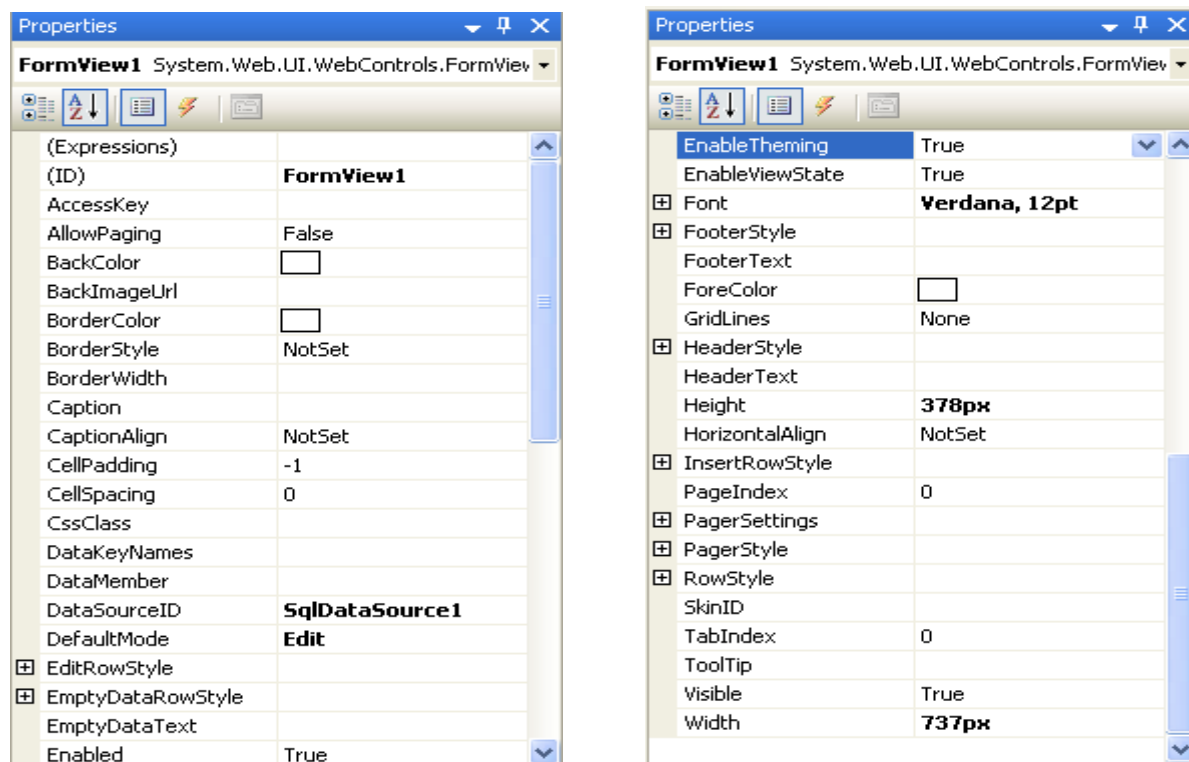 Properties
FormView1 System.Web.UI.WebControls.FormViev
(Expressions)
(ID) FormView1
AccessKey
AllowPaging False
BackColor
BackImageUrl
BorderColor
BorderStyle NotSet
BorderWidth
Caption
CaptionAlign NotSet
CellPadding -1
CellSpacing 0
CssClass
DataKeyNames
DataMember
DataSourceID SqlDataSource1
DefaultMode Edit
EditRowStyle
EmptyDataRowStyle
EmptyDataText
Enabled True
Properties
FormView1 System.Web.UI.WebControls.FormViev
EnableTheming True
EnableViewState True
Font Verdana, 12pt
FooterStyle
FooterText
ForeColor
GridLines None
HeaderStyle
HeaderText
Height 378px
HorizontalAlign NotSet
InsertRowStyle
PageIndex 0
PagerSettings
PagerStyle
RowStyle
SkinID
TabIndex 0
ToolTip
Visible True
Width 737px